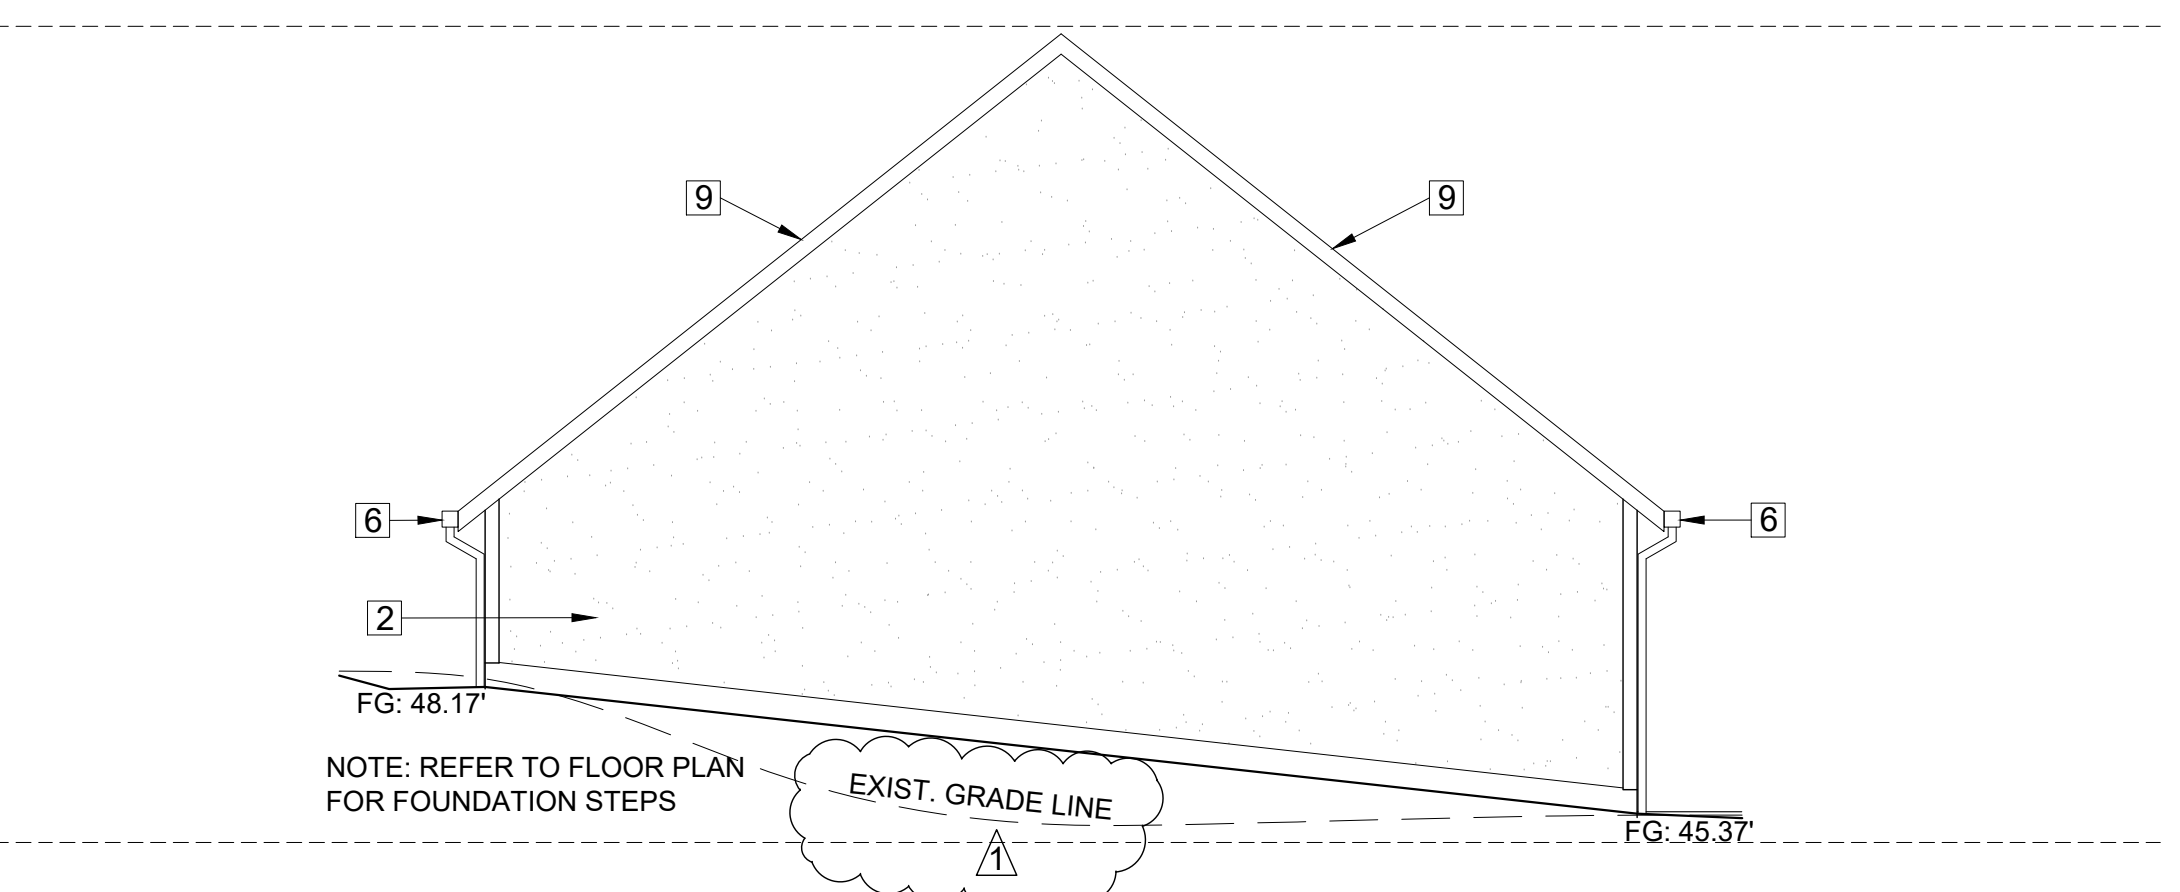 9
9
6
6
2
FG: 48.17'
NOTE: REFER TO FLOOR PLAN
FOR FOUNDATION STEPS
EXIST. GRADE LINE
1
FG: 45.37'